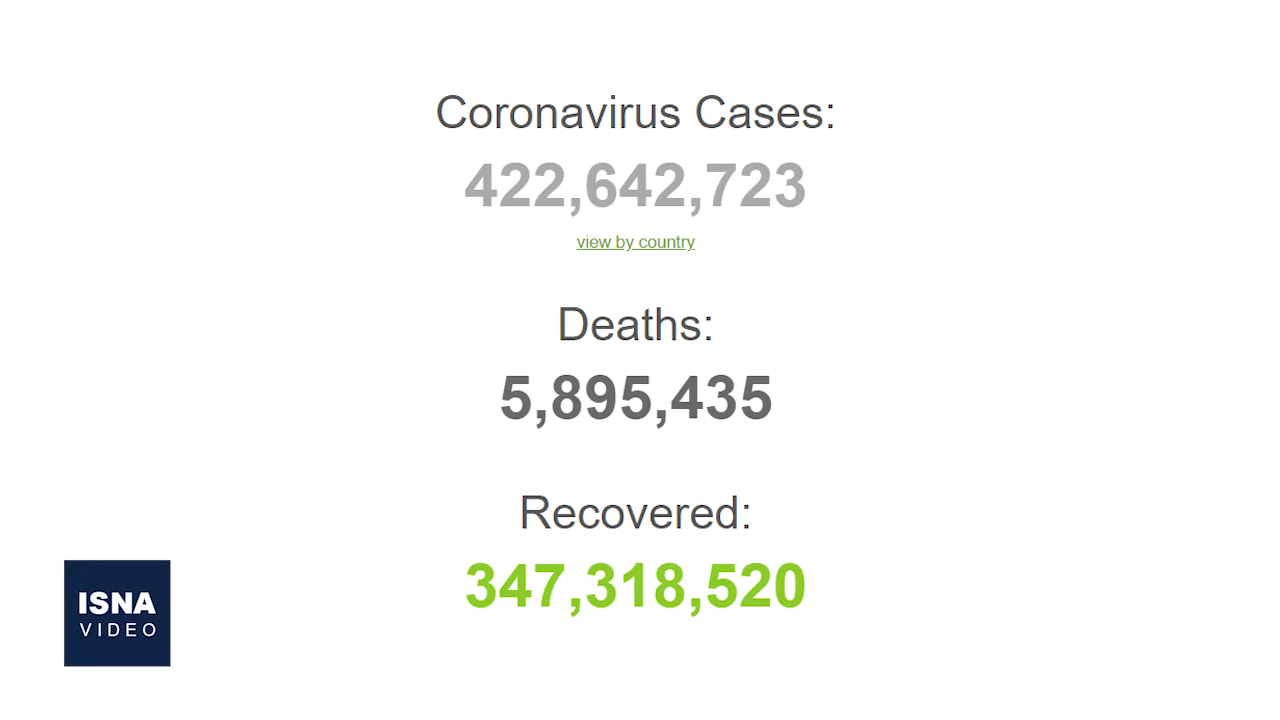 Coronavirus Cases:
422,642,723
view by country
Deaths:
5,895,435
Recovered:
347,318,520
ISNA
VIDEO